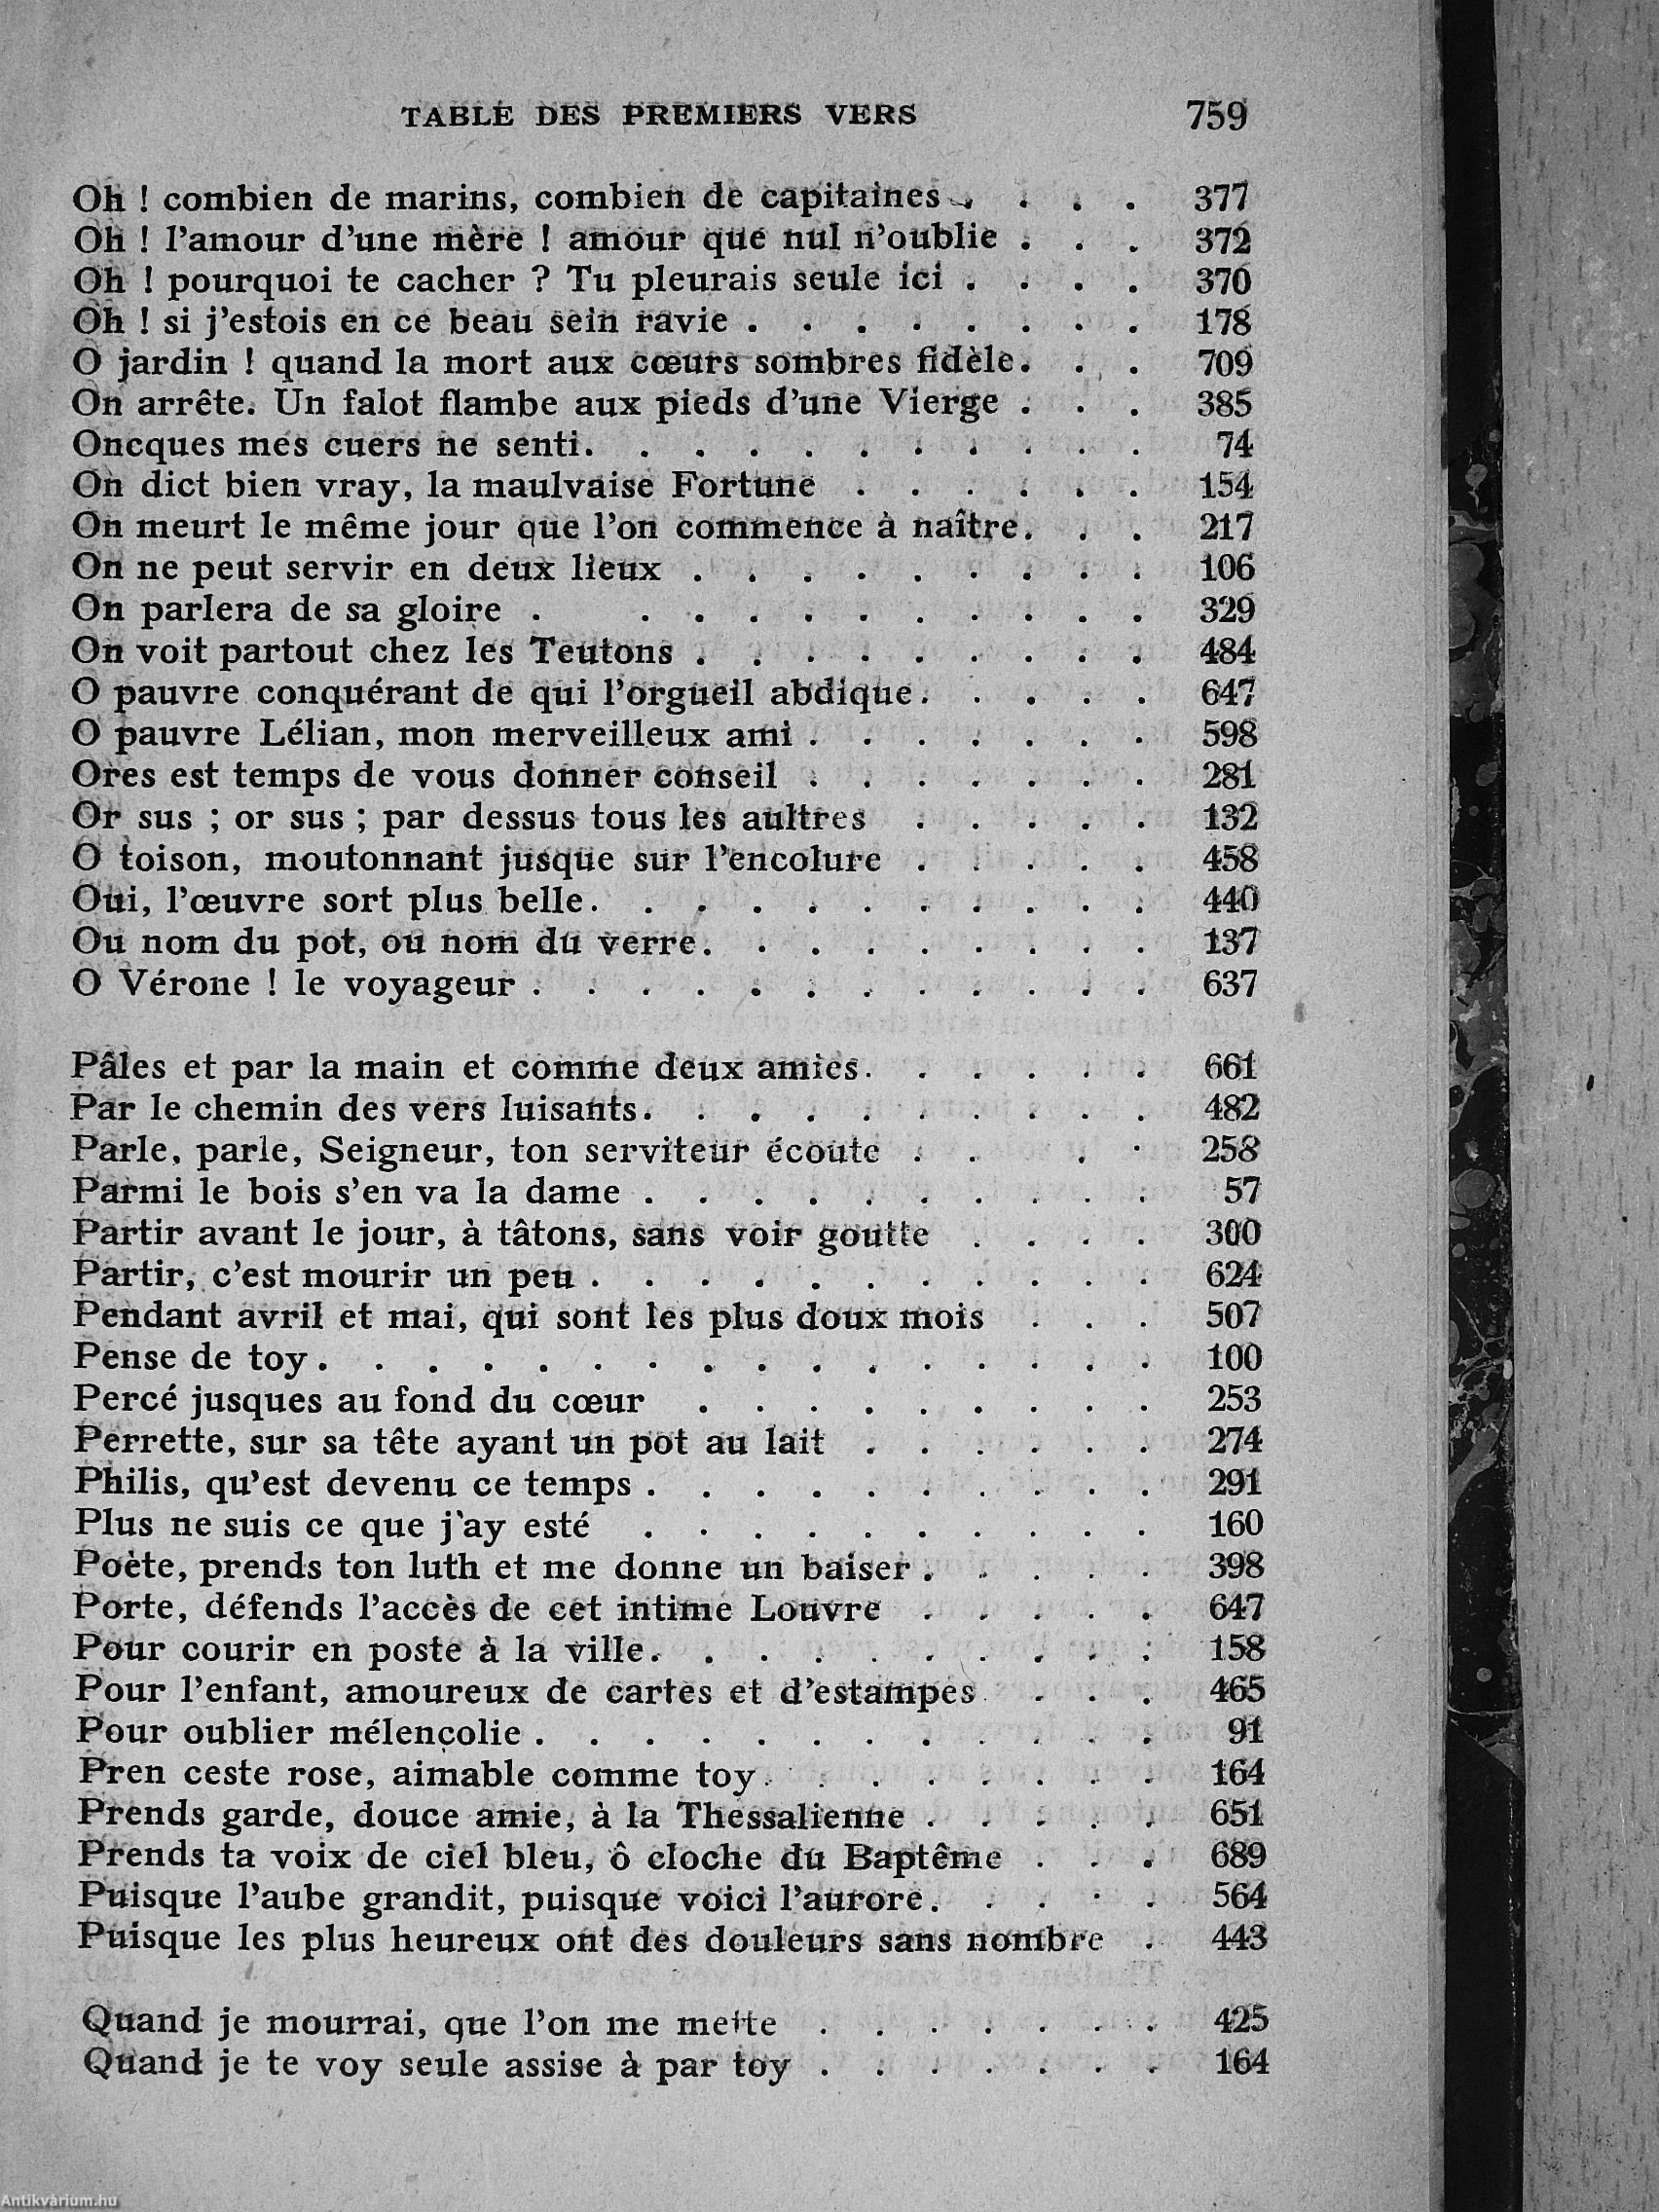 TABLE DES PREMIERS VERS 759
Oh ! combien de marins, combien de capitaines . . . . 377
Oh ! l'amour d'une mère ! amour que nul n'oublie . . . 372
Oh ! pourquoi te cacher ? Tu pleurais seule ici . . . . 370
Oh ! si j'estois en ce beau sein ravie . . . . . . . . 178
O jardin ! quand la mort aux cœurs sombres fidèle. . . 709
On arrête. Un falot flambe aux pieds d'une Vierge . . . 385
Oncques mes cuers ne senti. . . . . . . . . . . 74
On dict bien vray, la maulvaise Fortune . . . . . . 154
On meurt le même jour que l'on commence à naître. . . 217
On ne peut servir en deux lieux . . . . . . . . . 106
On parlera de sa gloire . . . . . . . . . . . 329
On voit partout chez les Teutons . . . . . . . . . 484
O pauvre conquérant de qui l'orgueil abdique. . . . . 647
O pauvre Lélian, mon merveilleux ami . . . . . . . 598
Ores est temps de vous donner conseil . . . . . . . 281
Or sus ; or sus ; par dessus tous les aultres . . . . . 132
O toison, moutonnant jusque sur l'encolure . . . . . 458
Oui, l'œuvre sort plus belle. . . . . . . . . . . 440
Ou nom du pot, ou nom du verre. . . . . . . . . 137
O Vérone ! le voyageur . . . . . . . . . . . . 637
Pâles et par la main et comme deux amies. . . . . . 661
Par le chemin des vers luisants. . . . . . . . . . 482
Parle, parle, Seigneur, ton serviteur écoute . . . . 258
Parmi le bois s'en va la dame . . . . . . . . . . 57
Partir avant le jour, à tâtons, sans voir goutte . . . . 300
Partir, c'est mourir un peu . . . . . . . . . . . 624
Pendant avril et mai, qui sont les plus doux mois . . . 507
Pense de toy . . . . . . . . . . . . . . . . 100
Percé jusques au fond du cœur . . . . . . . . . 253
Perrette, sur sa tête ayant un pot au lait . . . . . . 274
Philis, qu'est devenu ce temps . . . . . . . . . . 291
Plus ne suis ce que j'ay esté . . . . . . . . . . 160
Poète, prends ton luth et me donne un baiser . . . . . 398
Porte, défends l'accès de cet intime Louvre . . . . . 647
Pour courir en poste à la ville. . . . . . . . . . 158
Pour l'enfant, amoureux de cartes et d'estampes . . . 465
Pour oublier mélençolie . . . . . . . . . . . . 91
Pren ceste rose, aimable comme toy . . . . . . . . 164
Prends garde, douce amie, à la Thessalienne . . . . . 651
Prends ta voix de ciel bleu, ô cloche du Baptême . . . 689
Puisque l'aube grandit, puisque voici l'aurore. . . . . 564
Puisque les plus heureux ont des douleurs sans nombre . 443
Quand je mourrai, que l'on me mette . . . . . . . 425
Quand je te voy seule assise à par toy . . . . . . . 164
Antikvárium.hu